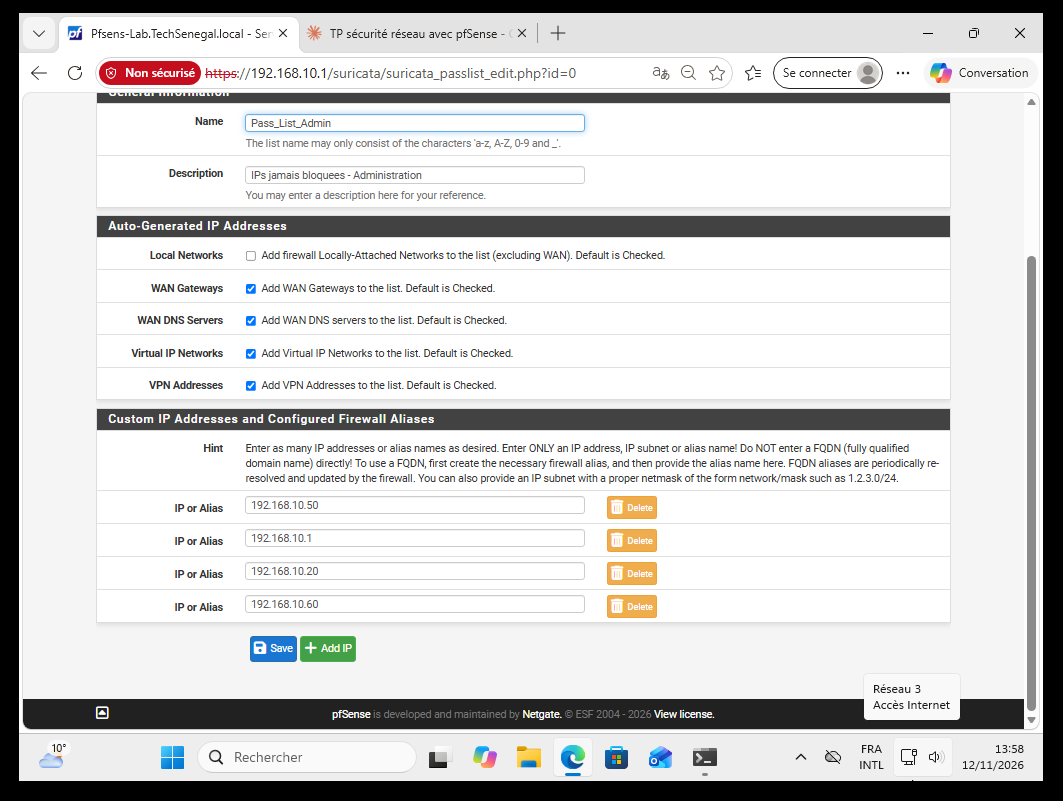 Pfsens-Lab.TechSenegal.local - Ser
TP sécurité réseau avec pfSense -
Non sécurisé https://192.168.10.1/suricata/suricata_passlist_edit.php?id=0
Se connecter
Conversation
General Information
Name Pass_List_Admin
The list name may only consist of the characters 'a-z, A-Z, 0-9 and _'.
Description IPs jamais bloquees - Administration
You may enter a description here for your reference.
Auto-Generated IP Addresses
Local Networks Add firewall Locally-Attached Networks to the list (excluding WAN). Default is Checked.
WAN Gateways Add WAN Gateways to the list. Default is Checked.
WAN DNS Servers Add WAN DNS servers to the list. Default is Checked.
Virtual IP Networks Add Virtual IP Networks to the list. Default is Checked.
VPN Addresses Add VPN Addresses to the list. Default is Checked.
Custom IP Addresses and Configured Firewall Aliases
Hint Enter as many IP addresses or alias names as desired. Enter ONLY an IP address, IP subnet or alias name! Do NOT enter a FQDN (fully qualified
domain name) directly! To use a FQDN, first create the necessary firewall alias, and then provide the alias name here. FQDN aliases are periodically re-
resolved and updated by the firewall. You can also provide an IP subnet with a proper netmask of the form network/mask such as 1.2.3.0/24.
IP or Alias 192.168.10.50 Delete
IP or Alias 192.168.10.1 Delete
IP or Alias 192.168.10.20 Delete
IP or Alias 192.168.10.60 Delete
Save Add IP
Réseau 3
Accès Internet
pfSense is developed and maintained by Netgate. © ESF 2004 - 2026 View license.
10°
Rechercher
FRA
INTL
13:58
12/11/2026